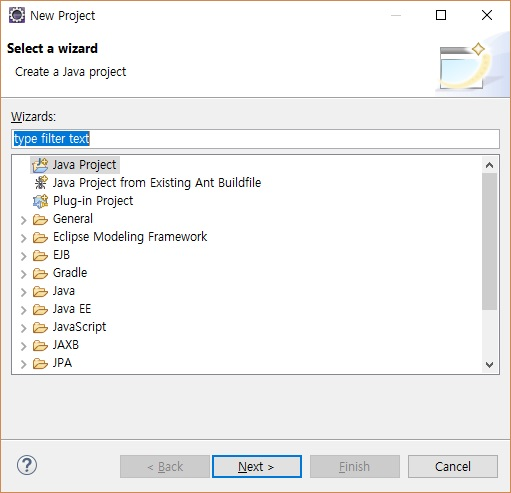 New Project
Select a wizard
Create a Java project
Wizards:
type filter text
Java Project
Java Project from Existing Ant Buildfile
Plug-in Project
General
Eclipse Modeling Framework
EJB
Gradle
Java
Java EE
JavaScript
JAXB
JPA
? < Back Next > Finish Cancel